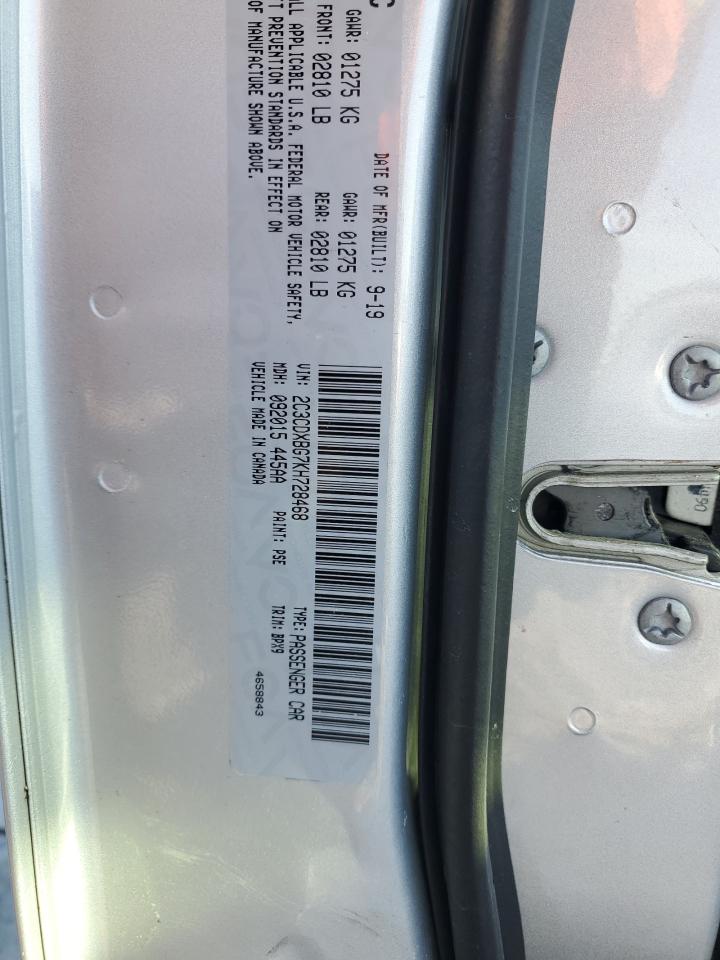 DATE OF MFR(BUILT): 9-19
GAWR: 01275 KG GAWR: 01275 KG
FRONT: 02810 LB REAR: 02810 LB
ALL APPLICABLE U.S.A. FEDERAL MOTOR VEHICLE SAFETY,
PREVENTION STANDARDS IN EFFECT ON
OF MANUFACTURE SHOWN ABOVE.
VIN: 2C3CDXBG7KH728468 TYPE: PASSENGER CAR
MDH: 092015 445AA PAINT: PSE TRIM: BPX9
VEHICLE MADE IN CANADA 4658843